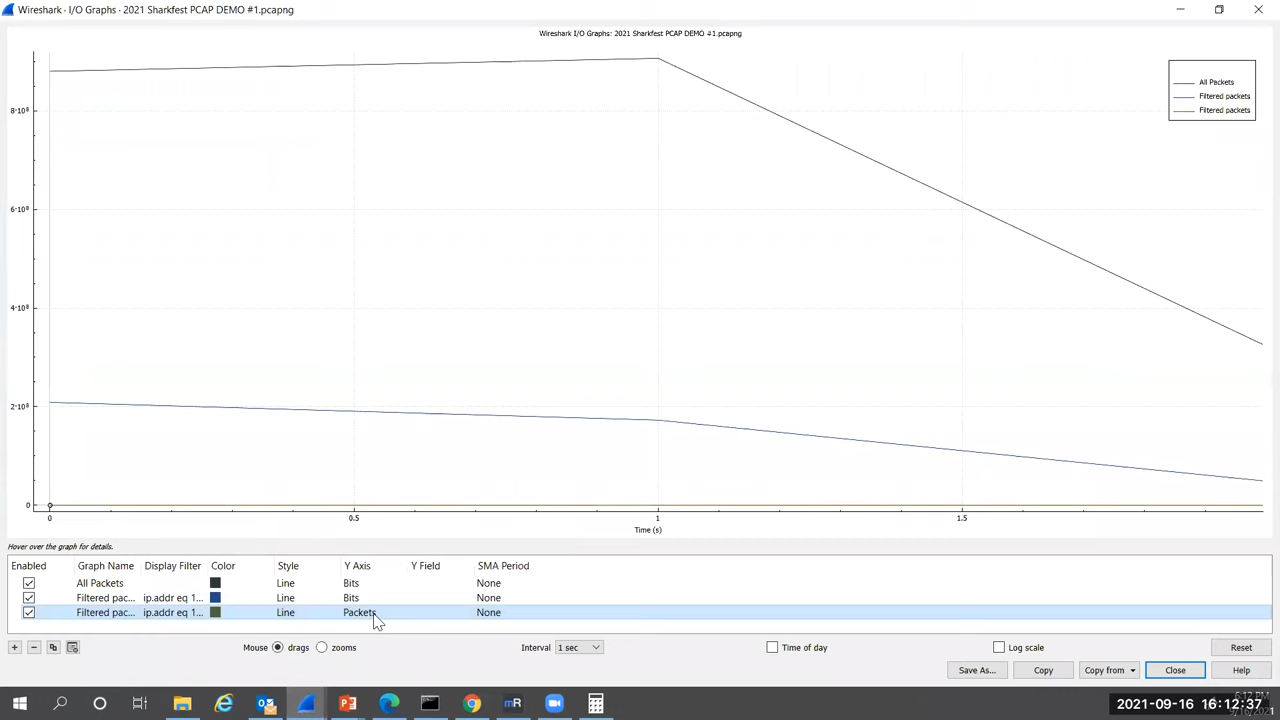 Wireshark · I/O Graphs · 2021 Sharkfest PCAP DEMO #1.pcapng
Wireshark I/O Graphs: 2021 Sharkfest PCAP DEMO #1.pcapng
All Packets
Filtered packets
Filtered packets
8·10⁸
6·10⁸
4·10⁸
2·10⁸
0
0 0.5 1 1.5
Time (s)
Hover over the graph for details.
Enabled Graph Name Display Filter Color Style Y Axis Y Field SMA Period
All Packets Line Bits None
Filtered pac... ip.addr eq 1... Line Bits None
Filtered pac... ip.addr eq 1... Line Packets None
+ − Mouse drags zooms Interval 1 sec Time of day Log scale Reset
Save As... Copy Copy from Close Help
mR
2021-09-16 16:12:37